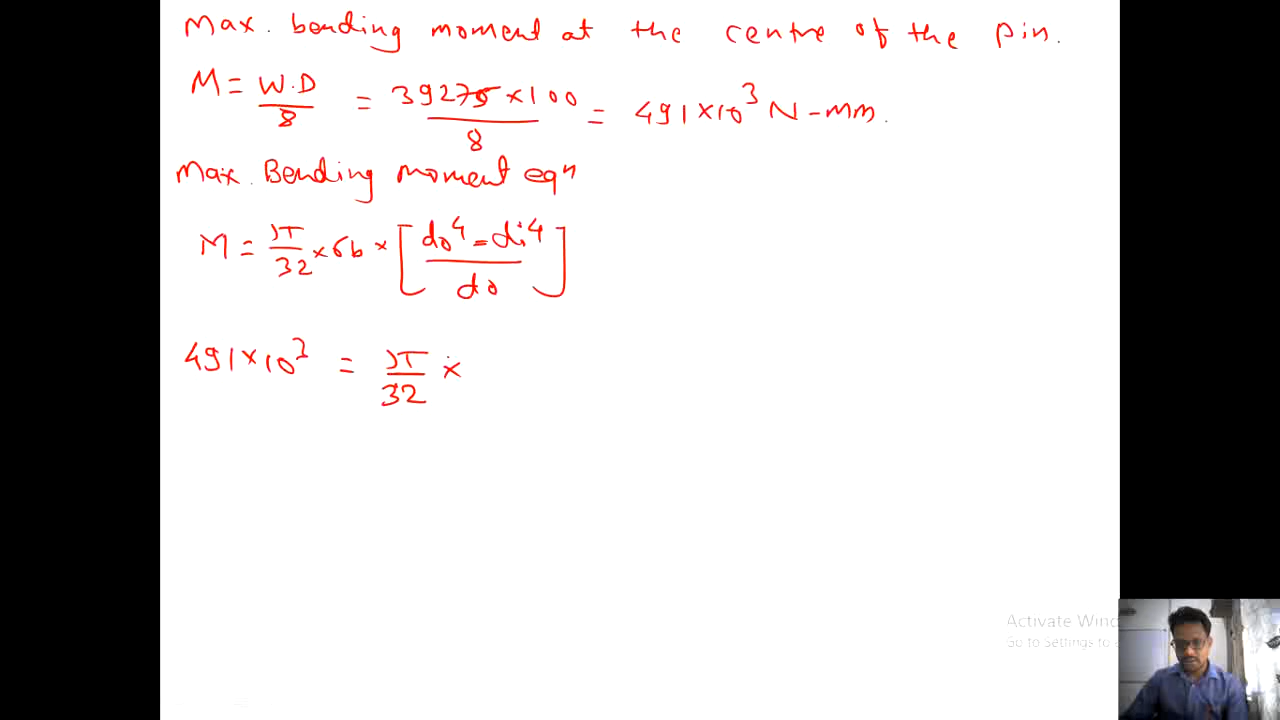 Max. bending moment at the centre of the pin.
M = W.D/8 = 39275 × 100/8 = 491 × 10³ N-mm.
Max. Bending moment eqⁿ
M = π/32 × σb × [do⁴ - di⁴/do]
491 × 10³ = π/32 ×
Activate Wind
Go to Settings to